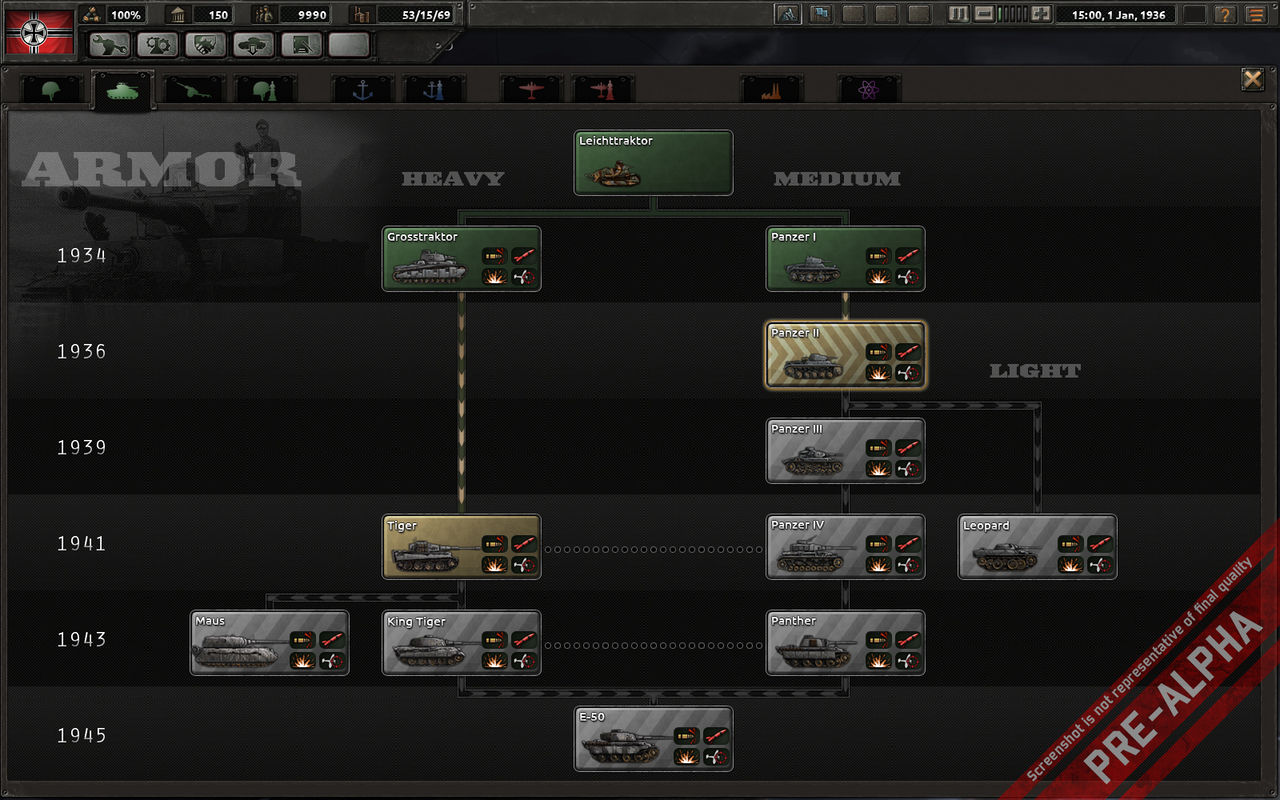 100%
150
9990
53/15/69
15:00, 1 Jan, 1936
?
ARMOR
HEAVY
MEDIUM
Leichttraktor
1934
Grosstraktor
Panzer I
1936
Panzer II
LIGHT
1939
Panzer III
1941
Tiger
Panzer IV
Leopard
1943
Maus
King Tiger
Panther
1945
E-50
Screenshot is not representative of final quality
PRE-ALPHA